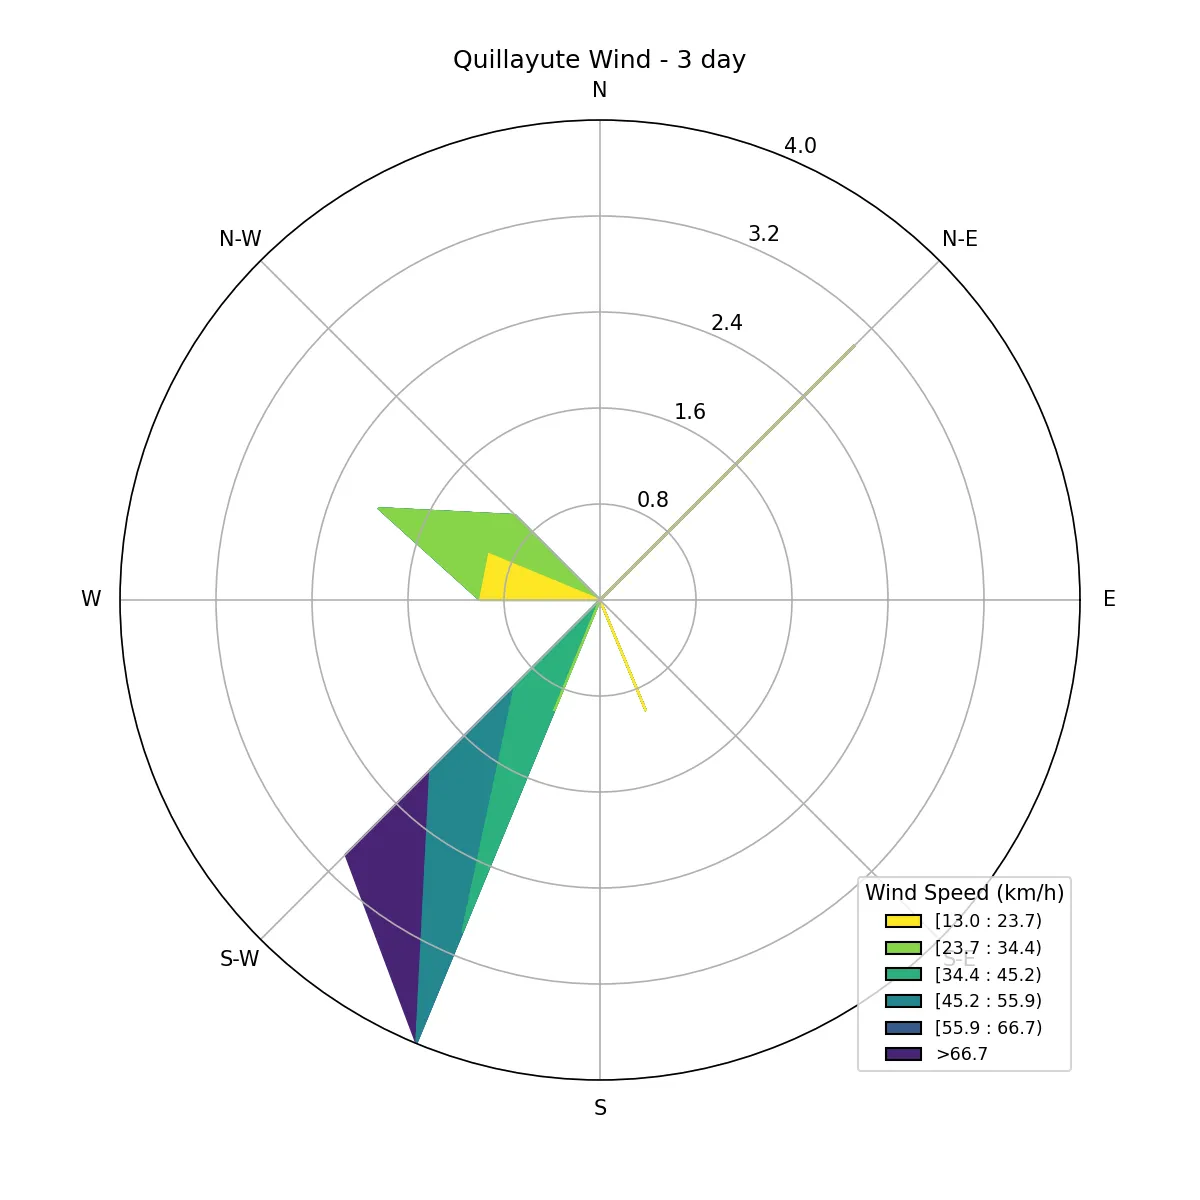 Quillayute Wind - 3 day
N
4.0
N-W
3.2
N-E
2.4
1.6
0.8
W
E
S-W
S-E
S
Wind Speed (km/h)
[13.0 : 23.7)
[23.7 : 34.4)
[34.4 : 45.2)
[45.2 : 55.9)
[55.9 : 66.7)
>66.7